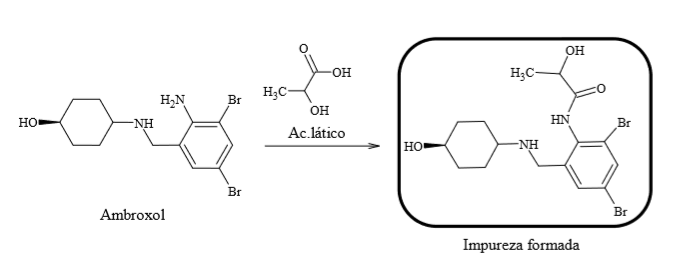 O
OH
H₃C
OH
Ac.lático
HO
NH
H₂N
Br
Br
Ambroxol
OH
H₃C
O
HN
Br
HO
NH
Br
Impureza formada